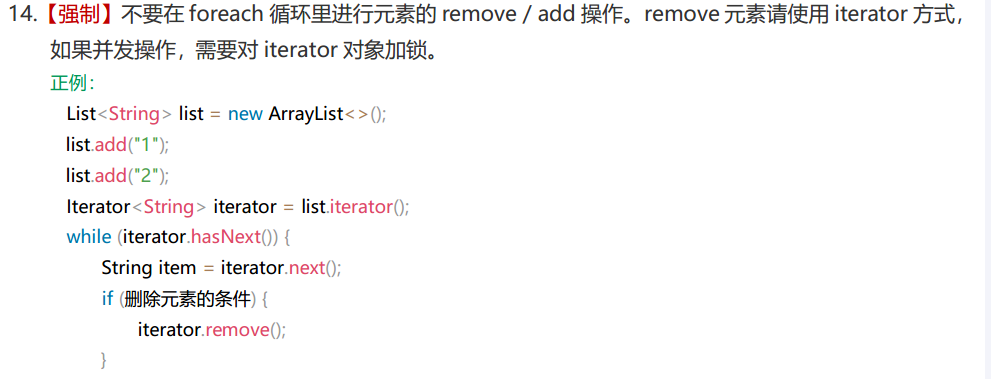 14.【强制】不要在 foreach 循环里进行元素的 remove / add 操作。remove 元素请使用 iterator 方式，
如果并发操作，需要对 iterator 对象加锁。
正例：
List<String> list = new ArrayList<>();
list.add("1");
list.add("2");
Iterator<String> iterator = list.iterator();
while (iterator.hasNext()) {
String item = iterator.next();
if (删除元素的条件) {
iterator.remove();
}